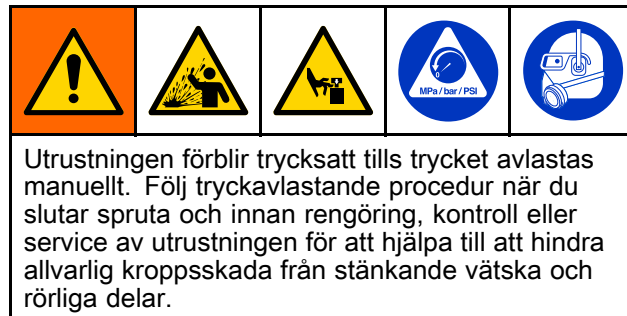 MPa / bar / PSI
Utrustningen förblir trycksatt tills trycket avlastas
manuellt. Följ tryckavlastande procedur när du
slutar spruta och innan rengöring, kontroll eller
service av utrustningen för att hjälpa till att hindra
allvarlig kroppsskada från stänkande vätska och
rörliga delar.